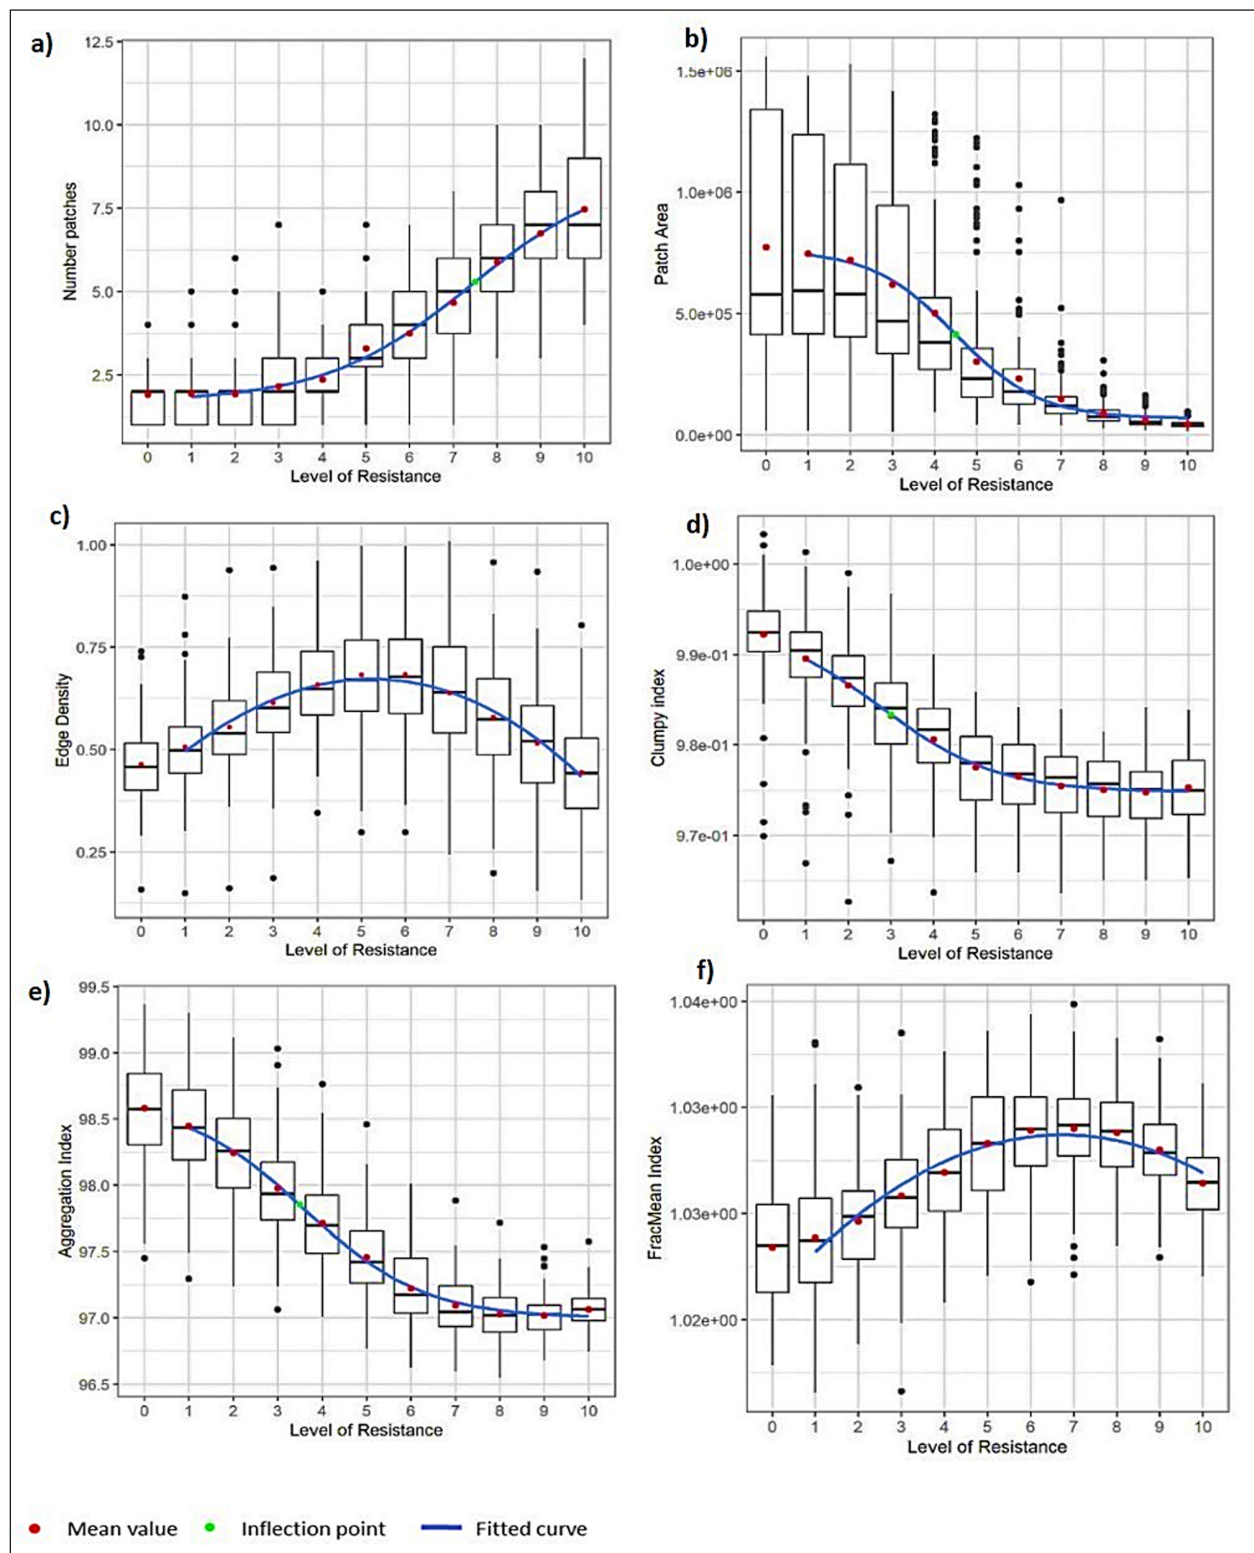 a)
12.5
10.0
7.5
5.0
2.5
Number patches
0 1 2 3 4 5 6 7 8 9 10
Level of Resistance
b)
1.5e+06
1.0e+06
5.0e+05
0.0e+00
Patch Area
0 1 2 3 4 5 6 7 8 9 10
Level of Resistance
c)
1.00
0.75
0.50
0.25
Edge Density
0 1 2 3 4 5 6 7 8 9 10
Level of Resistance
d)
1.0e+00
9.9e-01
9.8e-01
9.7e-01
Clumpy index
0 1 2 3 4 5 6 7 8 9 10
Level of Resistance
e)
99.5
99.0
98.5
98.0
97.5
97.0
96.5
Aggregation Index
0 1 2 3 4 5 6 7 8 9 10
Level of Resistance
f)
1.04e+00
1.03e+00
1.03e+00
1.02e+00
FracMean Index
0 1 2 3 4 5 6 7 8 9 10
Level of Resistance
Mean value Inflection point Fitted curve